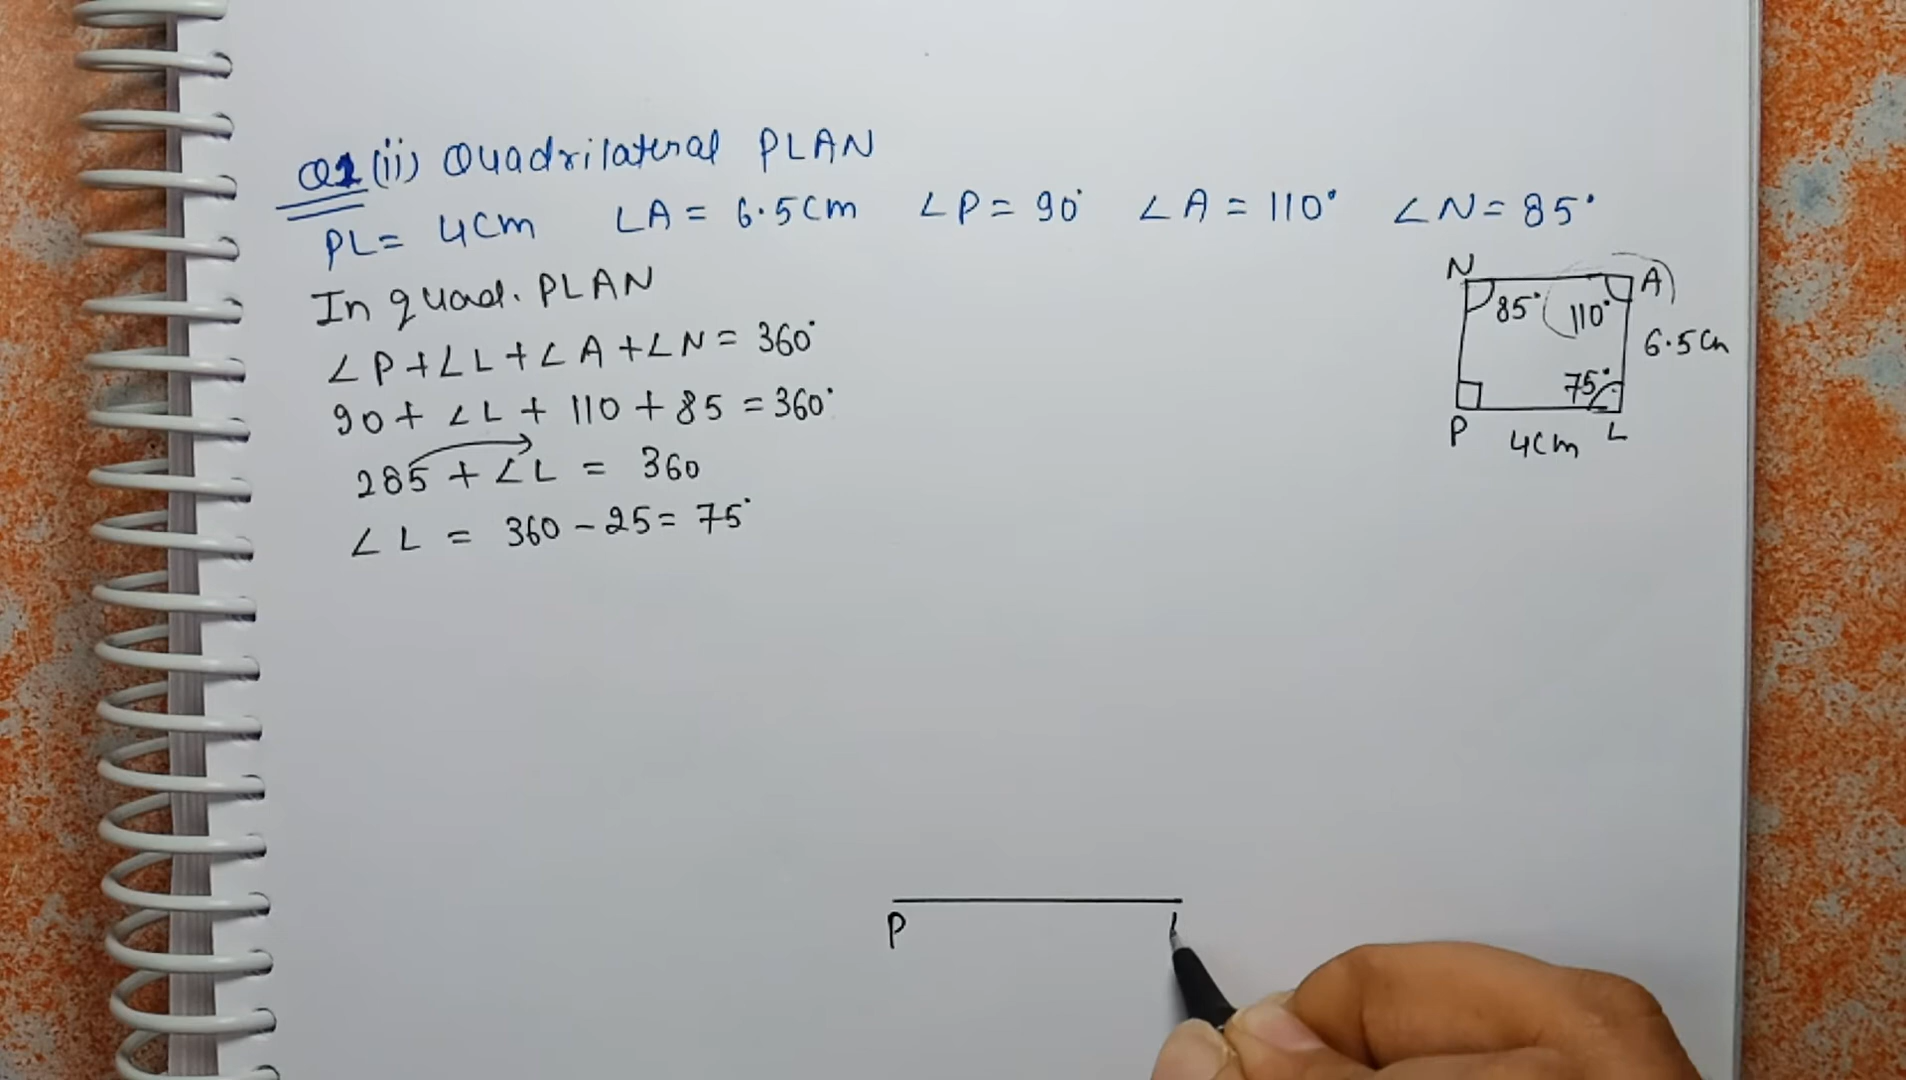 Q1 (ii) Quadrilateral PLAN
PL = 4cm LA = 6.5cm ∠P = 90° ∠A = 110° ∠N = 85°
In quad. PLAN
∠P + ∠L + ∠A + ∠N = 360°
90 + ∠L + 110 + 85 = 360°
285 + ∠L = 360
∠L = 360 - 25 = 75°
N A
85° 110°
6.5cm
75°
P 4cm L
P L